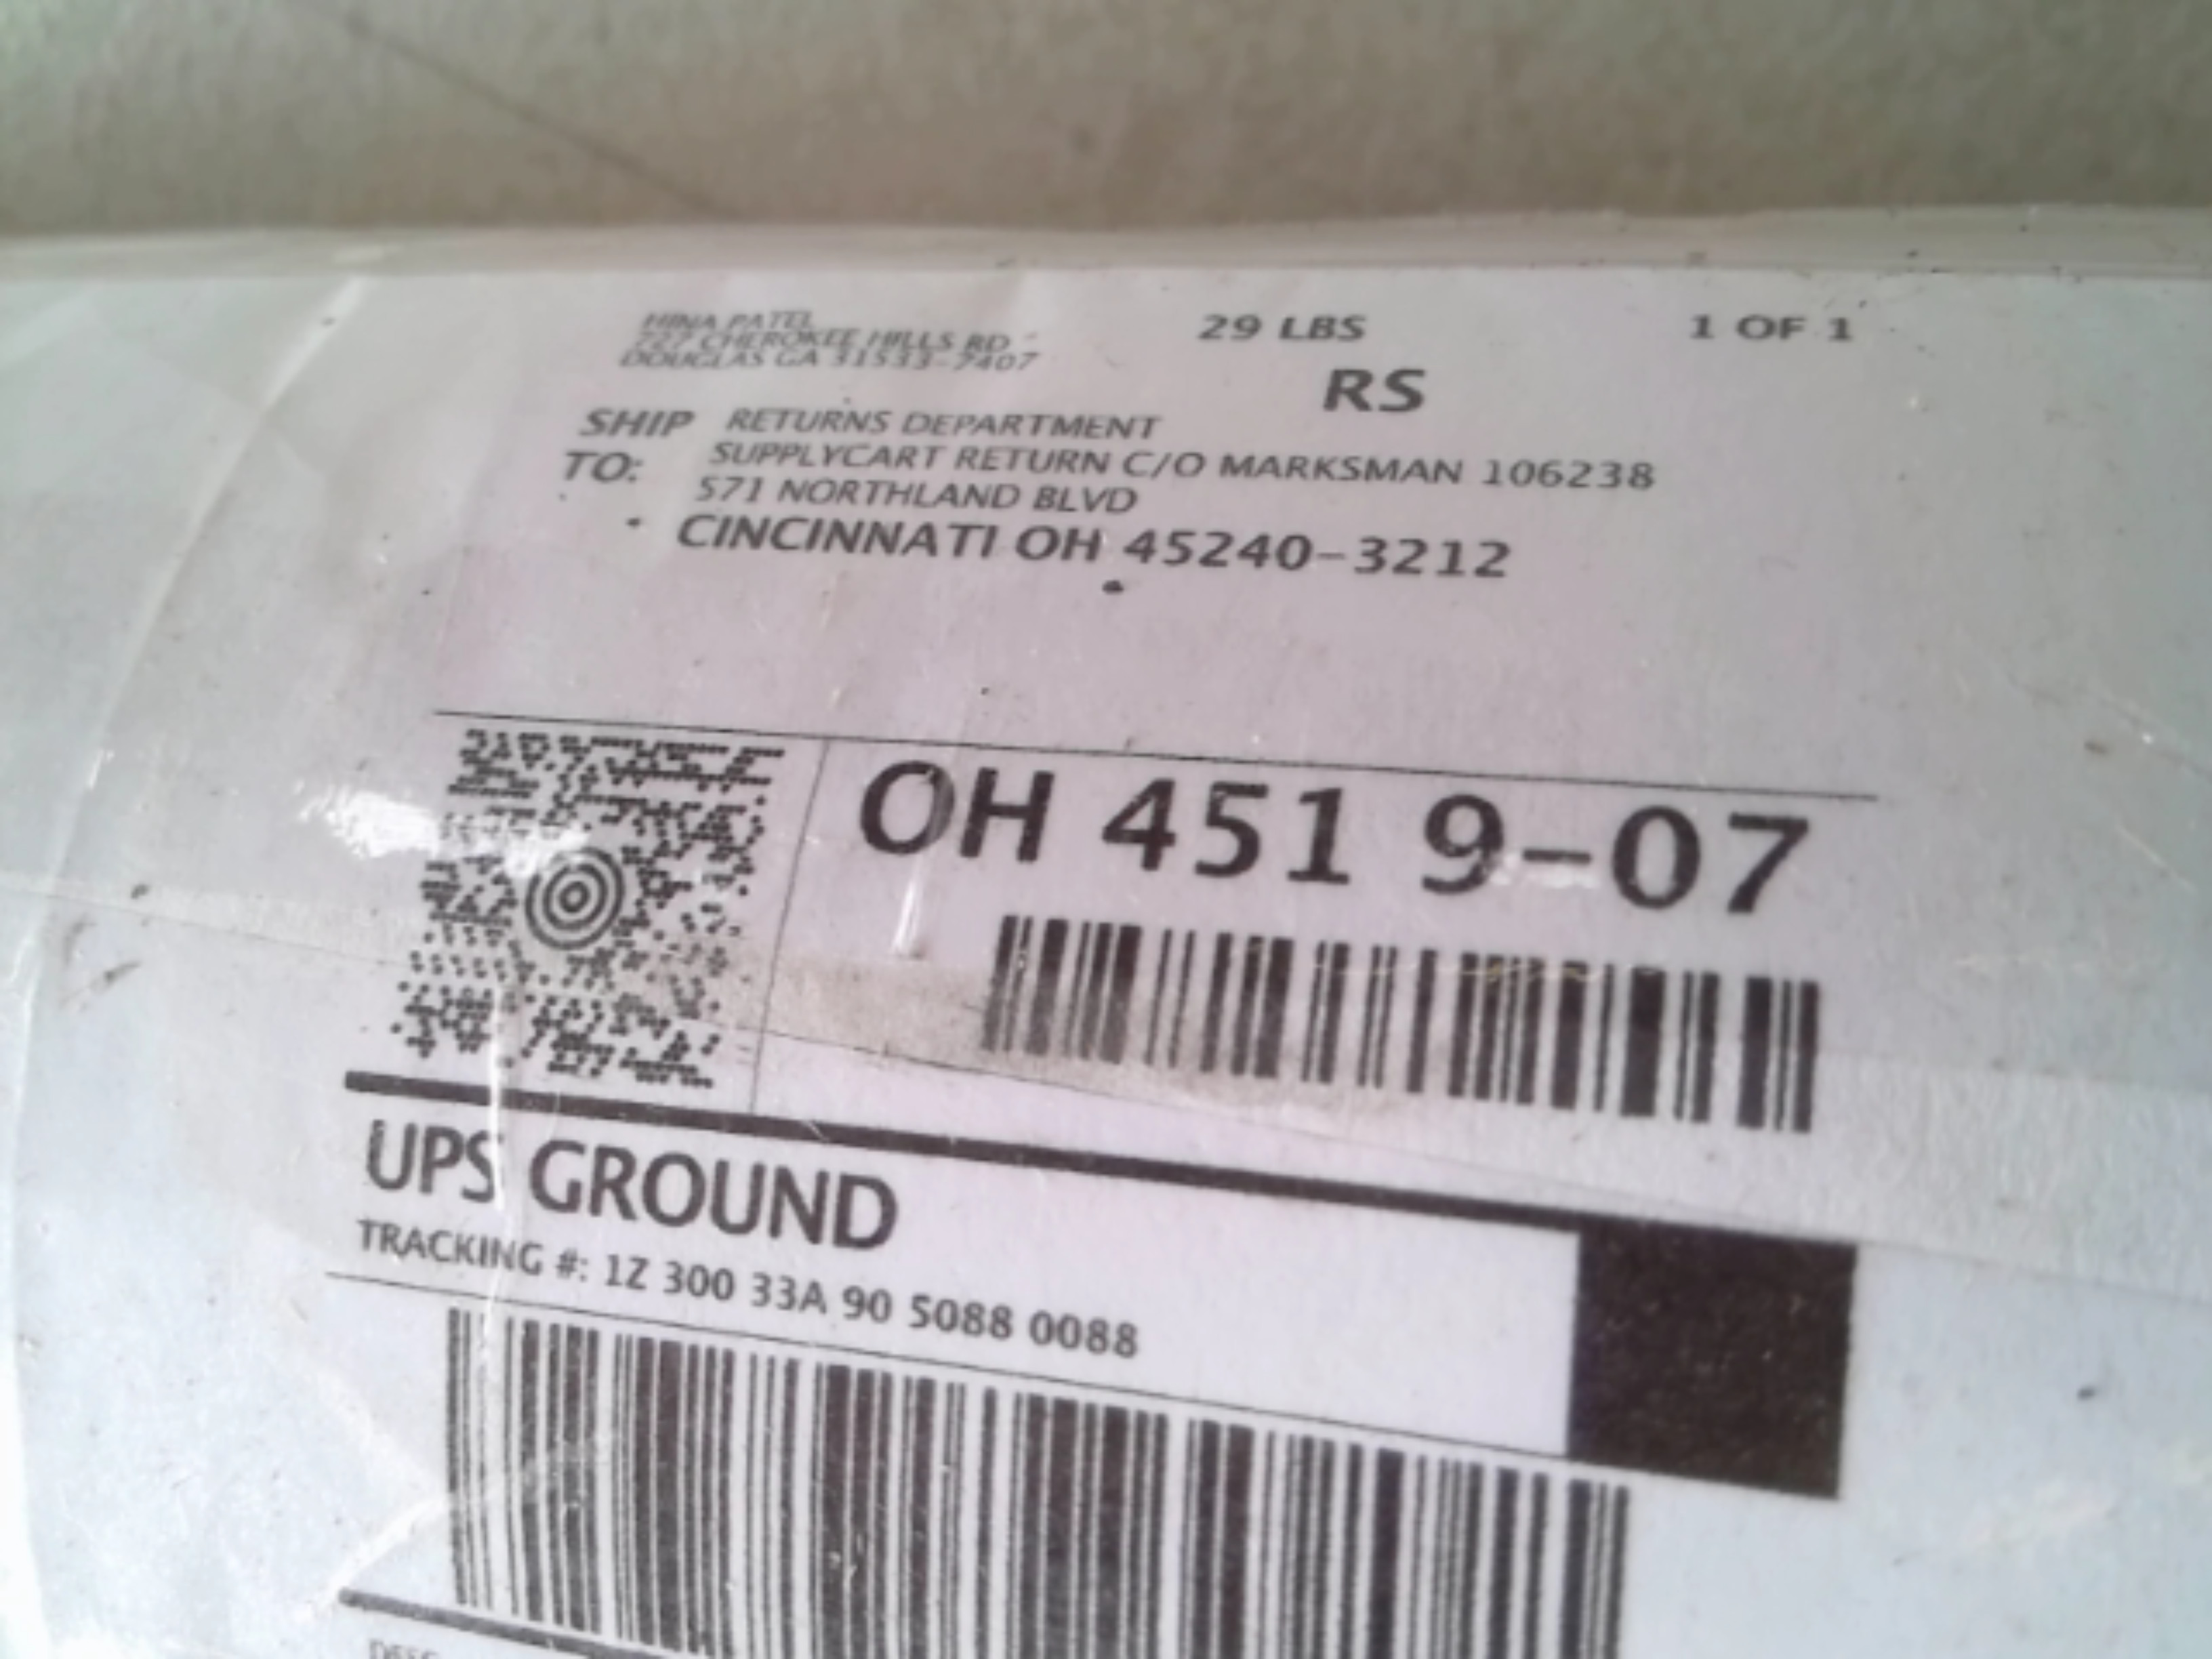 HINA PATEL
727 CHEROKEE HILLS RD
DOUGLAS GA 31533-7407
29 LBS
1 OF 1
RS
SHIP TO:
RETURNS DEPARTMENT
SUPPLYCART RETURN C/O MARKSMAN 106238
571 NORTHLAND BLVD
CINCINNATI OH 45240-3212
OH 451 9-07
UPS GROUND
TRACKING #: 1Z 300 33A 90 5088 0088